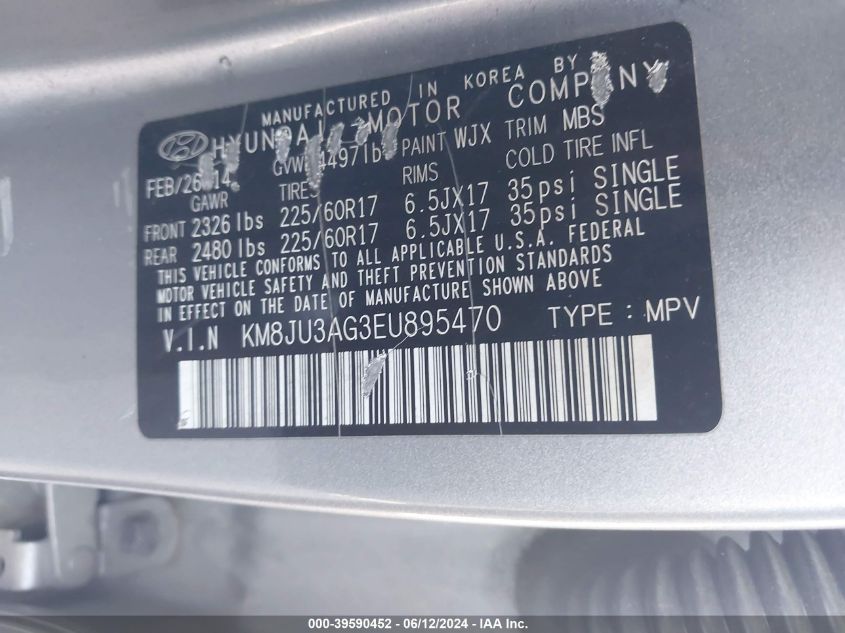 MANUFACTURED IN KOREA BY
HYUNDAI MOTOR COMPANY
FEB/26 14 GVWR 4497lb PAINT WJX TRIM MBS
GAWR TIRES RIMS COLD TIRE INFL
FRONT 2326 lbs 225/60R17 6.5JX17 35psi SINGLE
REAR 2480 lbs 225/60R17 6.5JX17 35psi SINGLE
THIS VEHICLE CONFORMS TO ALL APPLICABLE U.S.A. FEDERAL
MOTOR VEHICLE SAFETY AND THEFT PREVENTION STANDARDS
IN EFFECT ON THE DATE OF MANUFACTURE SHOWN ABOVE
V.I.N KM8JU3AG3EU895470 TYPE : MPV
000-39590452 - 06/12/2024 - IAA Inc.